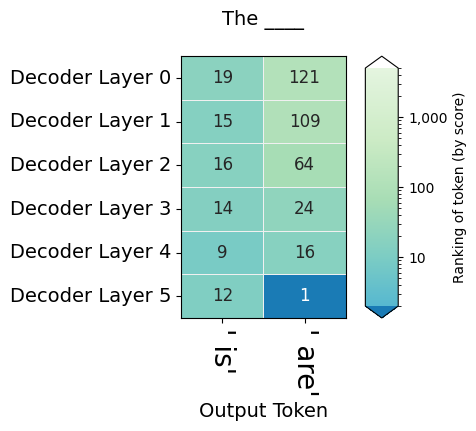 The ____
Decoder Layer 0 19 121
Decoder Layer 1 15 109
Decoder Layer 2 16 64
Decoder Layer 3 14 24
Decoder Layer 4 9 16
Decoder Layer 5 12 1
' is'
' are'
Output Token
1,000
100
10
Ranking of token (by score)